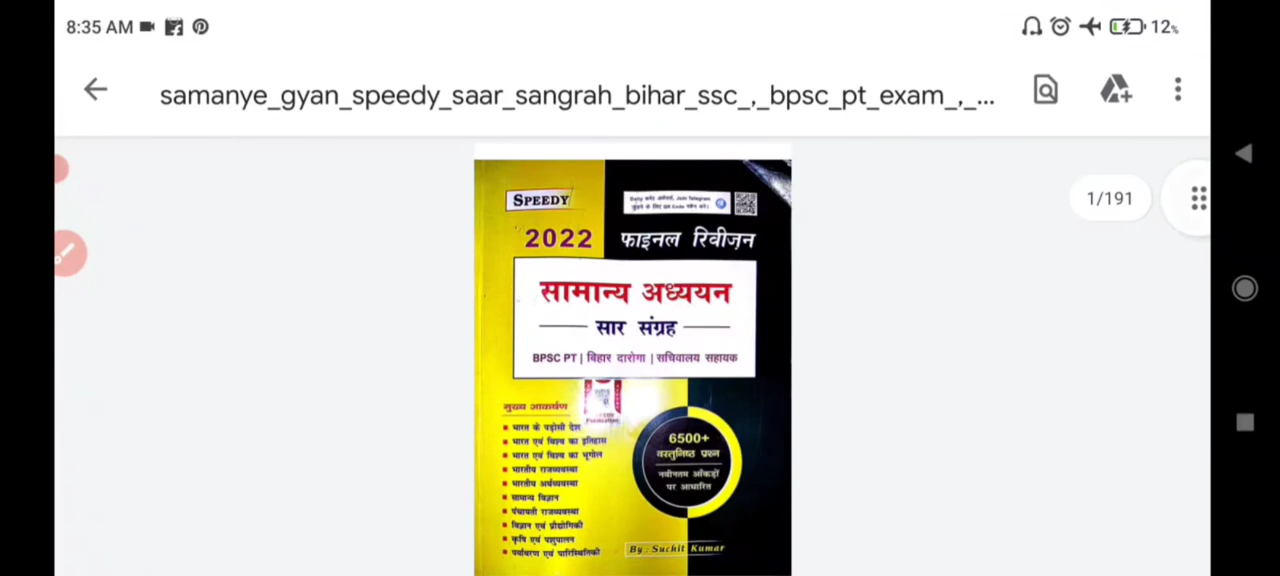 8:35 AM
12%
samanye_gyan_speedy_saar_sangrah_bihar_ssc_,_bpsc_pt_exam_,_...
1/191
SPEEDY
2022 फाइनल रिवीज़न
सामान्य अध्ययन
सार संग्रह
BPSC PT | बिहार दारोगा | सचिवालय सहायक
मुख्य आकर्षण
भारत के पड़ोसी देश
भारत एवं विश्व का इतिहास
भारत एवं विश्व का भूगोल
भारतीय राजव्यवस्था
भारतीय अर्थव्यवस्था
सामान्य विज्ञान
पंचायती राजव्यवस्था
विज्ञान एवं प्रौद्योगिकी
कृषि एवं पशुपालन
पर्यावरण एवं पारिस्थितिकी
6500+
वस्तुनिष्ठ प्रश्न
नवीनतम आँकड़ों
पर आधारित
By : Suchit Kumar